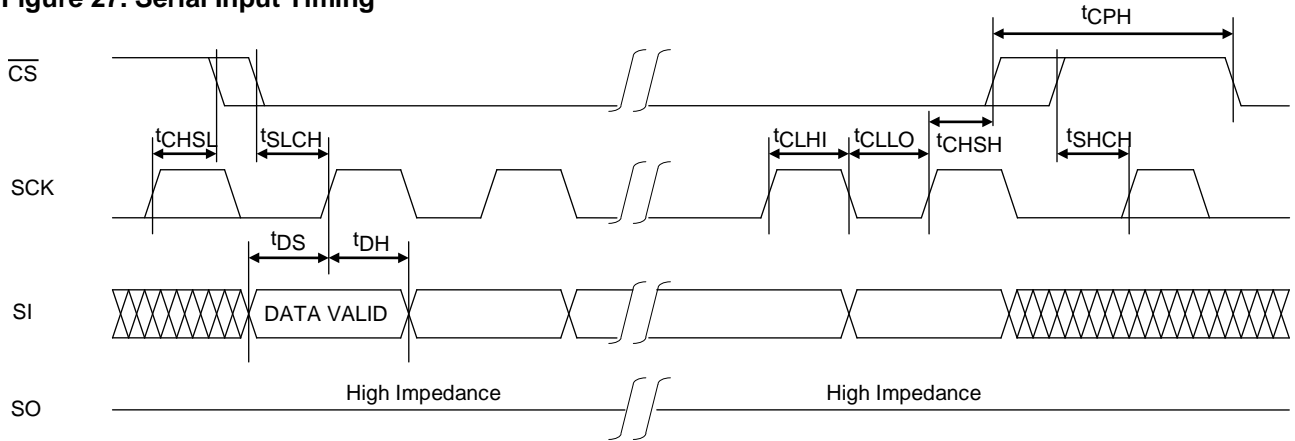 Figure 27. Serial Input Timing
tCPH
CS
tCHSL
tSLCH
tCLHI
tCLLO
tCHSH
tSHCH
SCK
tDS
tDH
SI
DATA VALID
High Impedance
High Impedance
SO